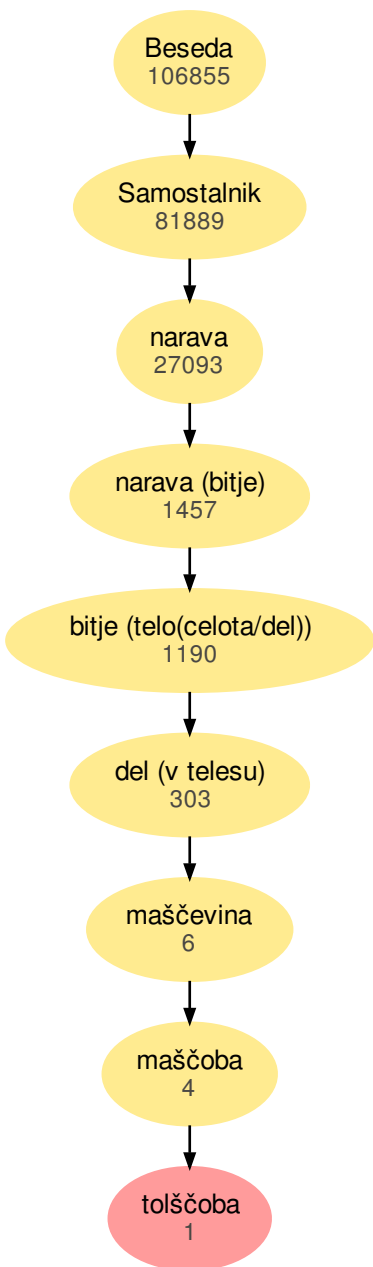 Beseda
106855
Samostalnik
81889
narava
27093
narava (bitje)
1457
bitje (telo(celota/del))
1190
del (v telesu)
303
maščevina
6
maščoba
4
tolščoba
1